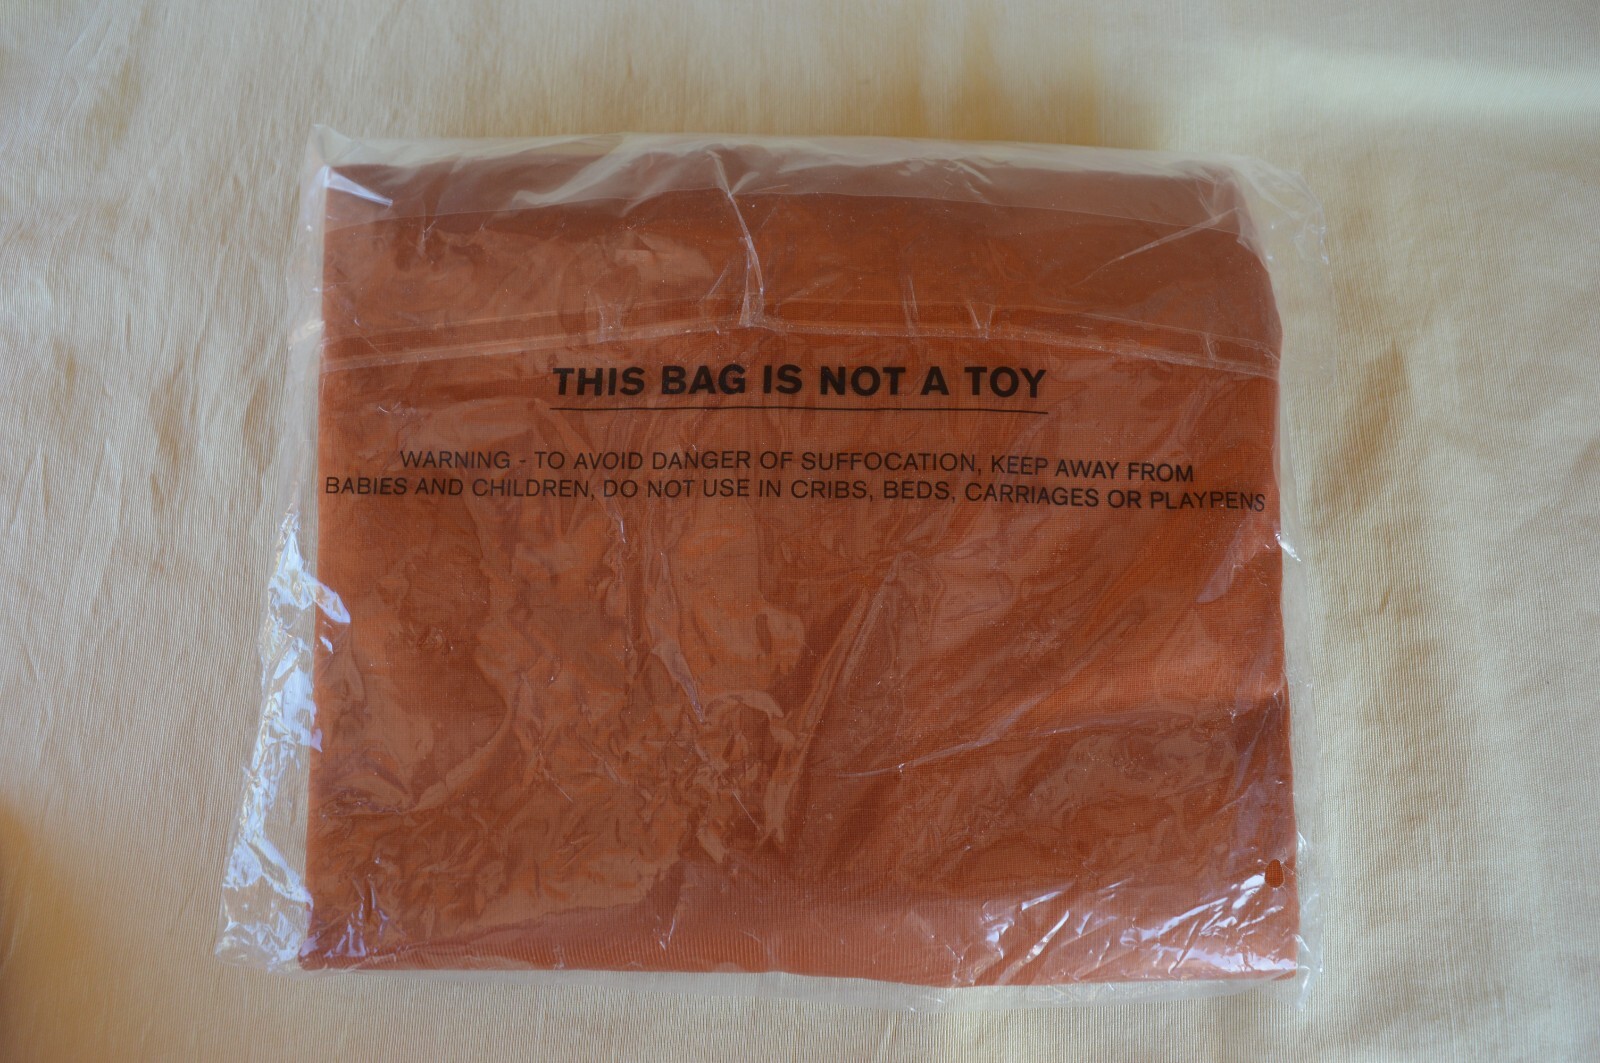 THIS BAG IS NOT A TOY
WARNING - TO AVOID DANGER OF SUFFOCATION, KEEP AWAY FROM
BABIES AND CHILDREN, DO NOT USE IN CRIBS, BEDS, CARRIAGES OR PLAYPENS